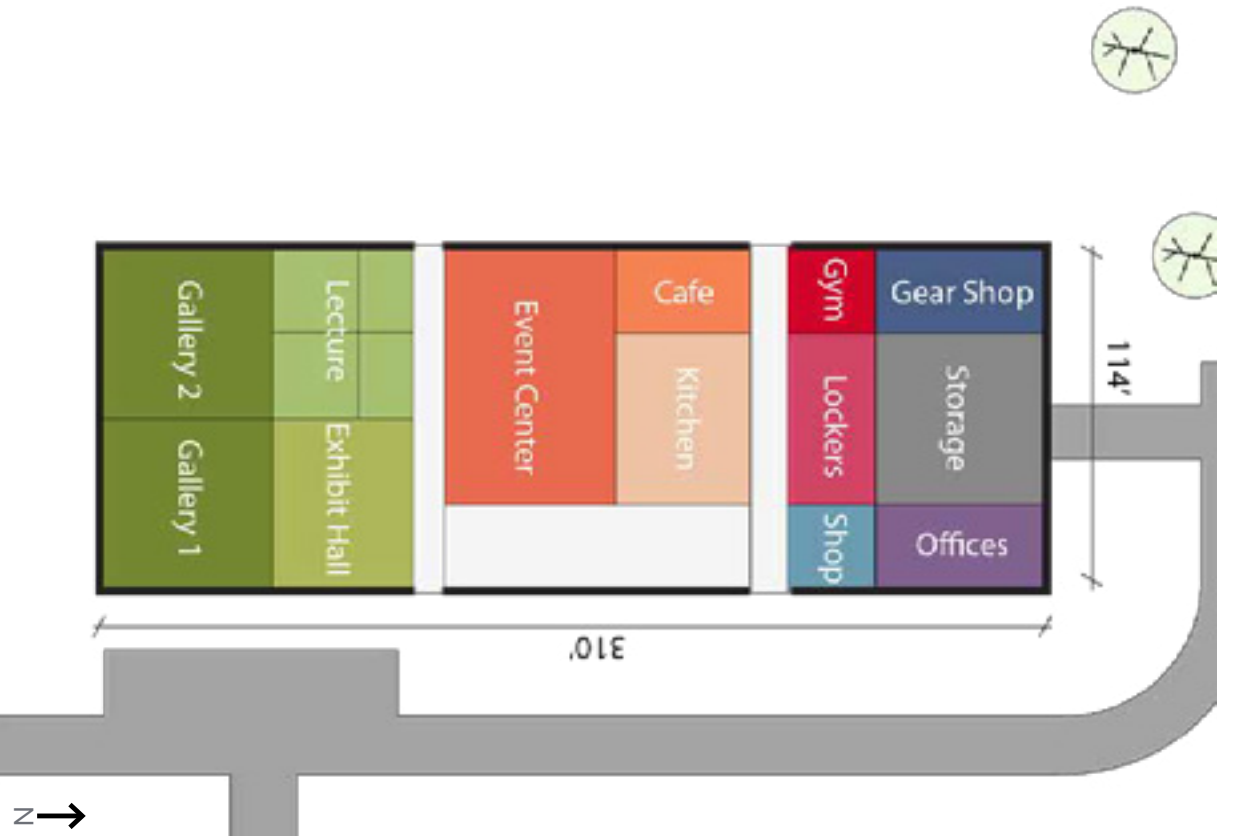 Gallery 2
Lecture
Event Center
Cafe
Gym
Gear Shop
Kitchen
Lockers
Storage
114'
Gallery 1
Exhibit Hall
Shop
Offices
310'
N